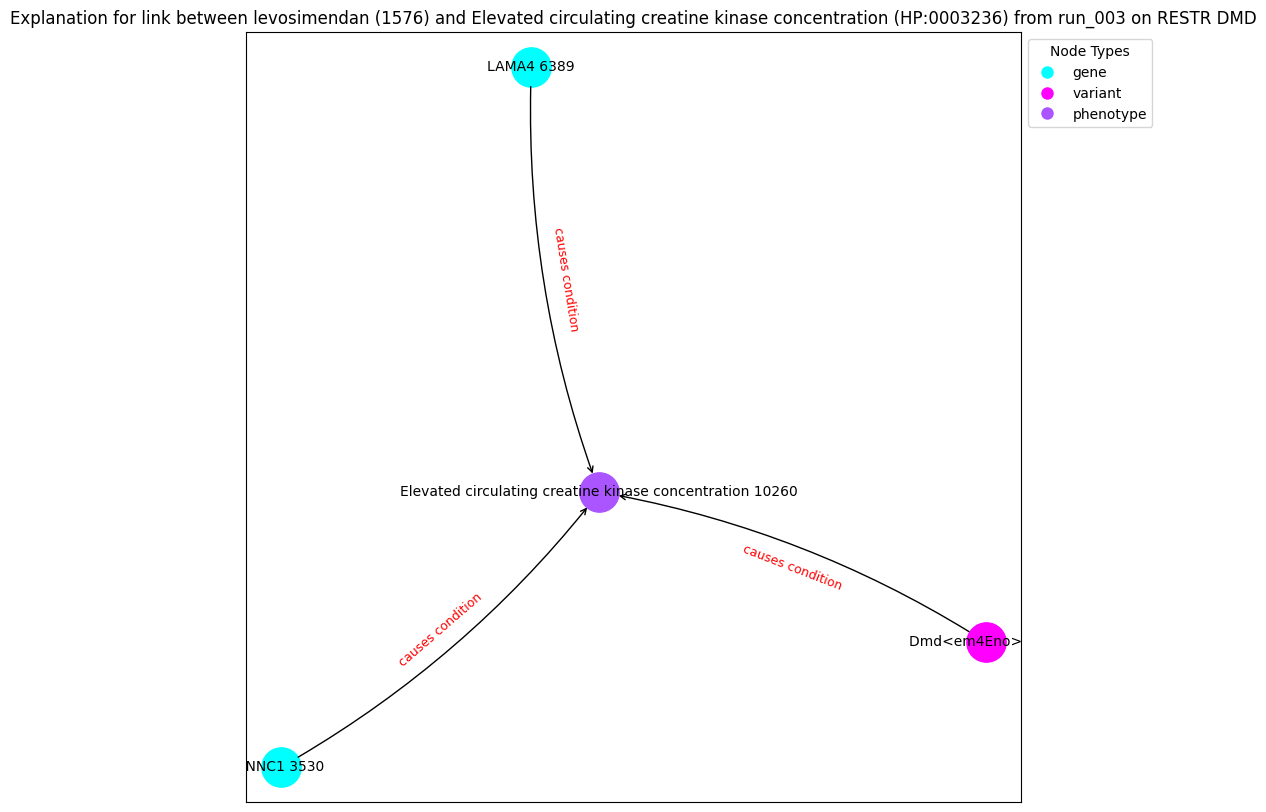 Explanation for link between levosimendan (1576) and Elevated circulating creatine kinase concentration (HP:0003236) from run_003 on RESTR DMD
Node Types
gene
variant
phenotype
LAMA4 6389
causes condition
Elevated circulating creatine kinase concentration 10260
causes condition
causes condition
Dmd<em4Eno>
NNC1 3530